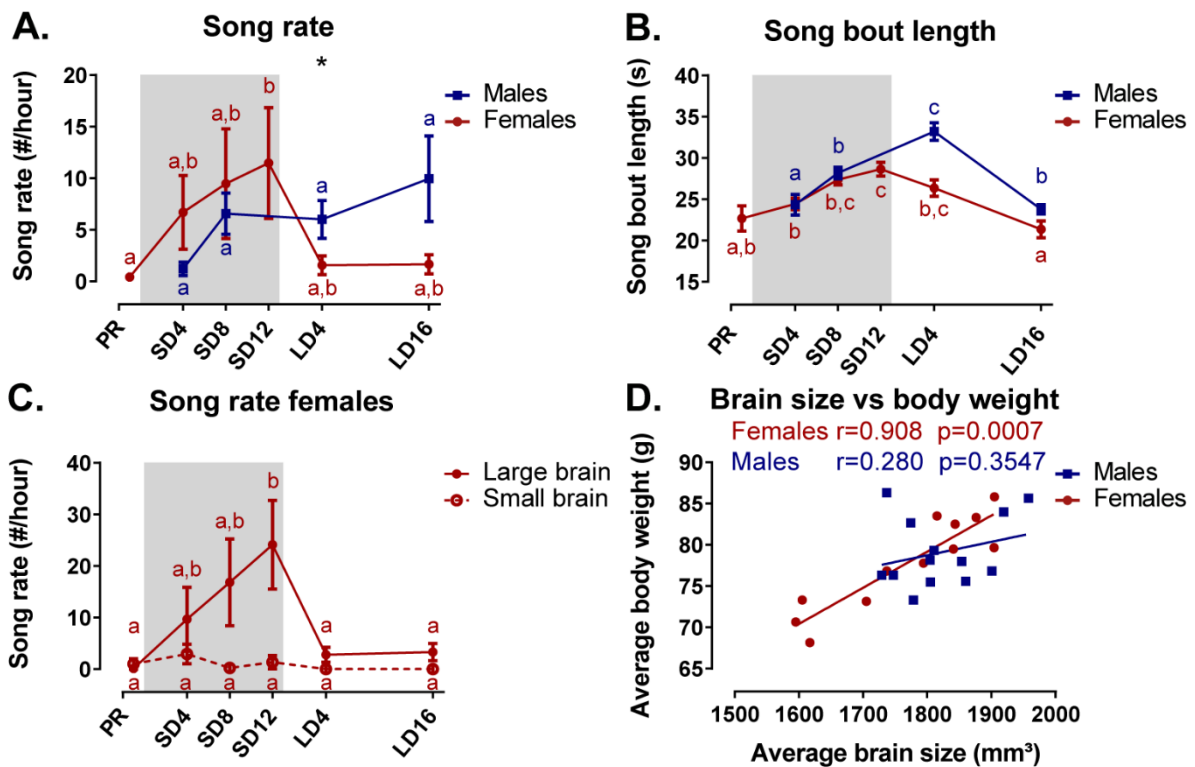 A. Song rate
Song rate (#/hour)
20
15
10
5
0
*
a
a,b
a,b
b
a
a
a
a
a,b
a,b
Males
Females
PR
SD4
SD8
SD12
LD4
LD16
B. Song bout length
Song bout length (s)
40
35
30
25
20
15
a,b
a
b
b
b,c
c
c
b,c
b
a
Males
Females
PR
SD4
SD8
SD12
LD4
LD16
C. Song rate females
Song rate (#/hour)
40
30
20
10
0
a
a,b
a,b
b
a
a
a
a
a
a
a
a
Large brain
Small brain
PR
SD4
SD8
SD12
LD4
LD16
D. Brain size vs body weight
Females r=0.908 p=0.0007
Males r=0.280 p=0.3547
Average body weight (g)
90
85
80
75
70
65
Males
Females
1500 1600 1700 1800 1900 2000
Average brain size (mm³)